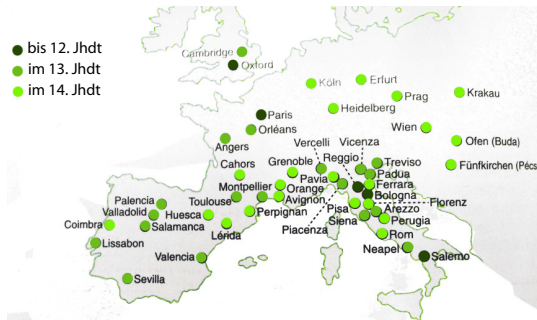 bis 12. Jhdt
im 13. Jhdt
im 14. Jhdt
Cambridge
Oxford
Köln
Erfurt
Prag
Krakau
Heidelberg
Paris
Orléans
Wien
Angers
Vercelli
Vicenza
Ofen (Buda)
Cahors
Grenoble
Reggio
Treviso
Fünfkirchen (Pécs
Pavia
Padua
Montpellier
Orange
Ferrara
Palencia
Toulouse
Avignon
Bologna
Valladolid
Huesca
Perpignan
Pisa
Arezzo
Florenz
Coimbra
Salamanca
Siena
Perugia
Lérida
Piacenza
Rom
Lissabon
Neapel
Valencia
Salerno
Sevilla